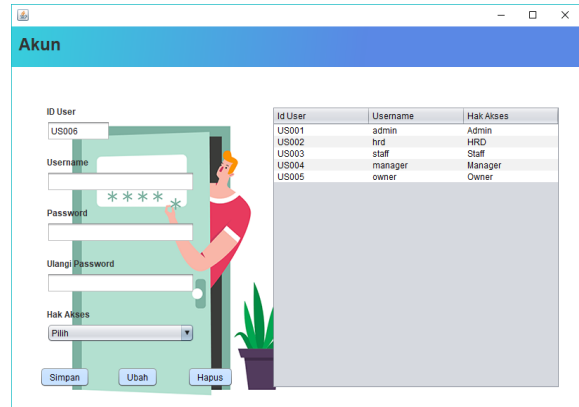 Akun
ID User
US006
Username
* * * * *
Password
Ulangi Password
Hak Akses
Pilih
Simpan Ubah Hapus
Id User Username Hak Akses
US001 admin Admin
US002 hrd HRD
US003 staff Staff
US004 manager Manager
US005 owner Owner